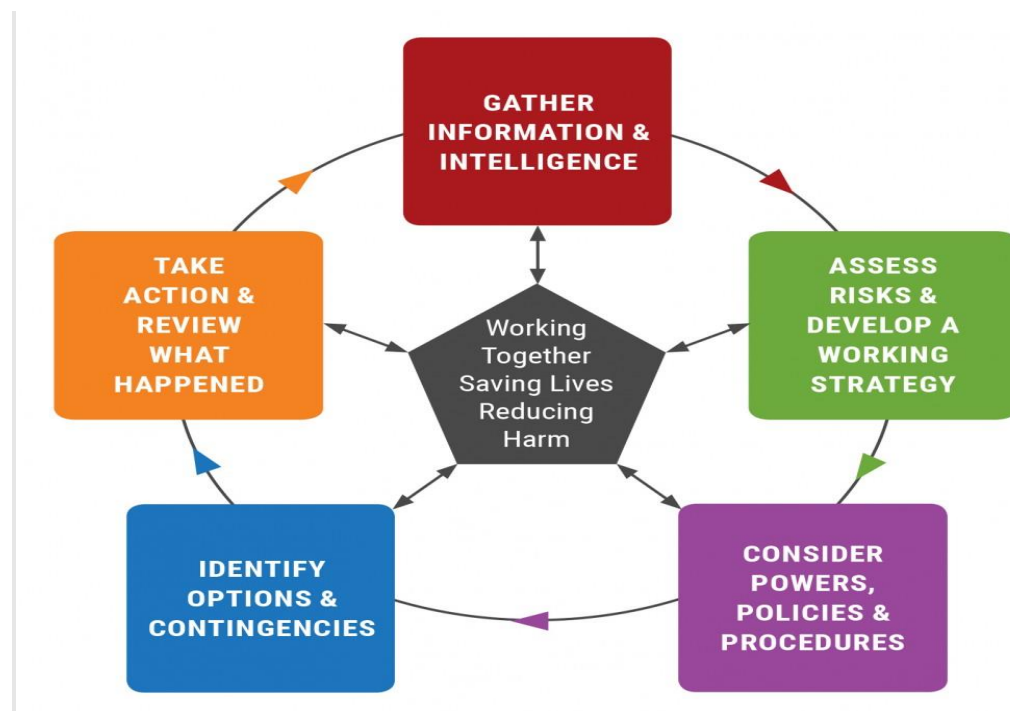 GATHER
INFORMATION &
INTELLIGENCE
ASSESS
RISKS &
DEVELOP A
WORKING
STRATEGY
CONSIDER
POWERS,
POLICIES &
PROCEDURES
IDENTIFY
OPTIONS &
CONTINGENCIES
TAKE
ACTION &
REVIEW
WHAT
HAPPENED
Working
Together
Saving Lives
Reducing
Harm